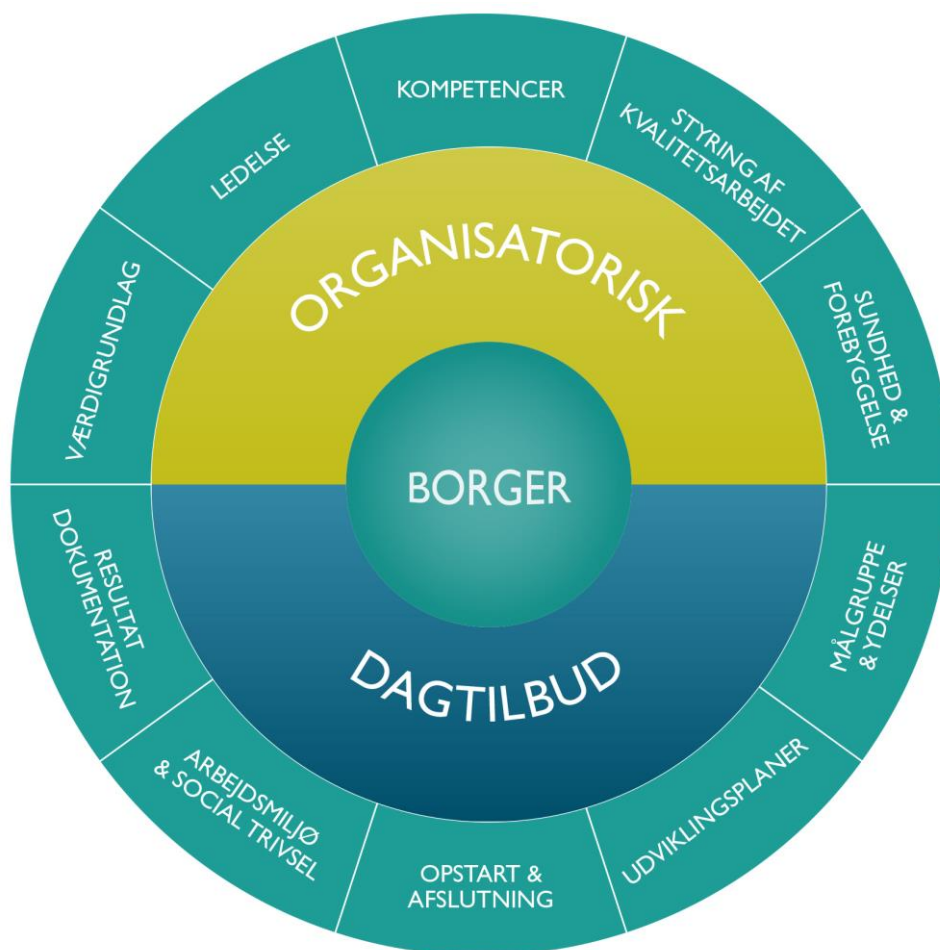 KOMPETENCER
STYRING AF
KVALITETSARBEJDET
SUNDHED &
FOREBYGGELSE
MÅLGRUPPE
& YDELSER
UDVIKLINGSPLANER
OPSTART &
AFSLUTNING
ARBEJDSMILJØ
& SOCIAL TRIVSEL
RESULTAT
DOKUMENTATION
VÆRDIGRUNDLAG
LEDELSE
ORGANISATORISK
BORGER
DAGTILBUD